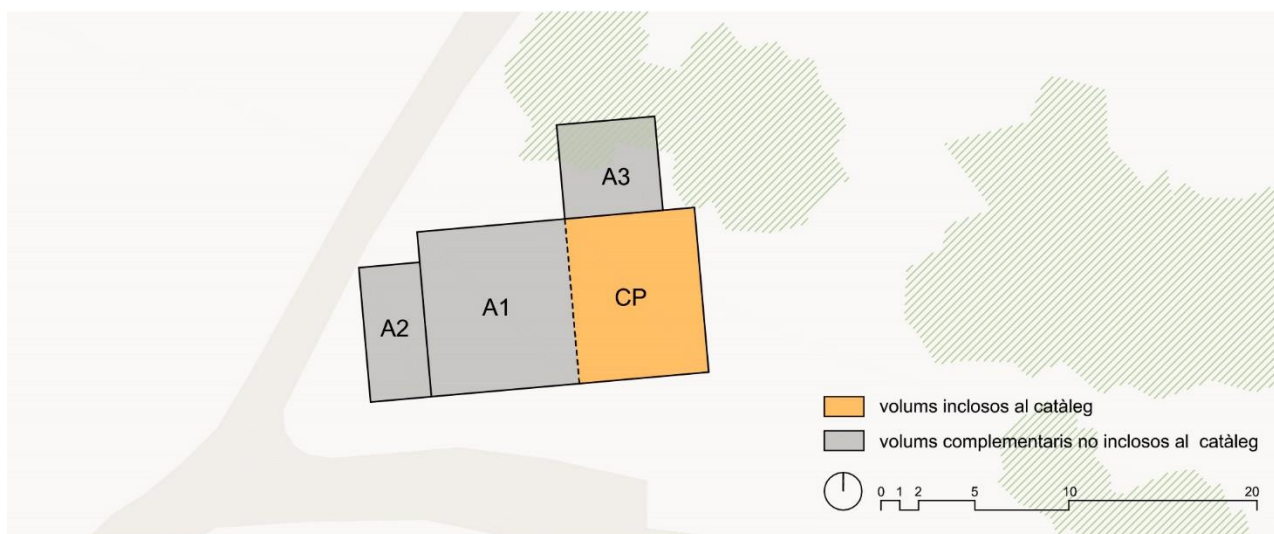 A3
CP
A1
A2
volums inclosos al catàleg
volums complementaris no inclosos al catàleg
0 1 2 5 10 20